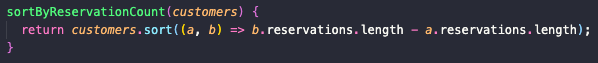 sortByReservationCount(customers) {
  return customers.sort((a, b) => b.reservations.length - a.reservations.length);
}